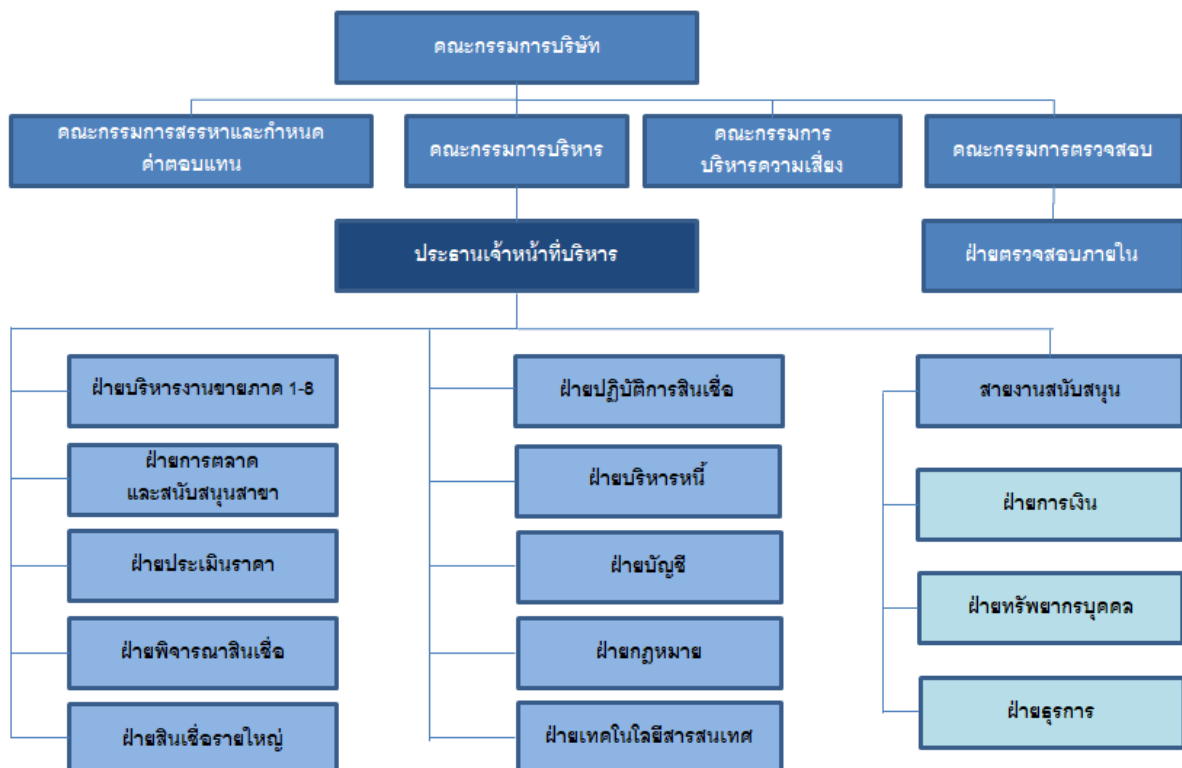 คณะกรรมการบริษัท
คณะกรรมการสรรหาและกำหนด
ค่าตอบแทน
คณะกรรมการบริหาร
คณะกรรมการ
บริหารความเสี่ยง
คณะกรรมการตรวจสอบ
ประธานเจ้าหน้าที่บริหาร
ฝ่ายตรวจสอบภายใน
ฝ่ายบริหารงานขายภาค 1-8
ฝ่ายการตลาด
และสนับสนุนสาขา
ฝ่ายประเมินราคา
ฝ่ายพิจารณาสินเชื่อ
ฝ่ายสินเชื่อรายใหญ่
ฝ่ายปฏิบัติการสินเชื่อ
ฝ่ายบริหารหนี้
ฝ่ายบัญชี
ฝ่ายกฎหมาย
ฝ่ายเทคโนโลยีสารสนเทศ
สายงานสนับสนุน
ฝ่ายการเงิน
ฝ่ายทรัพยากรบุคคล
ฝ่ายธุรการ